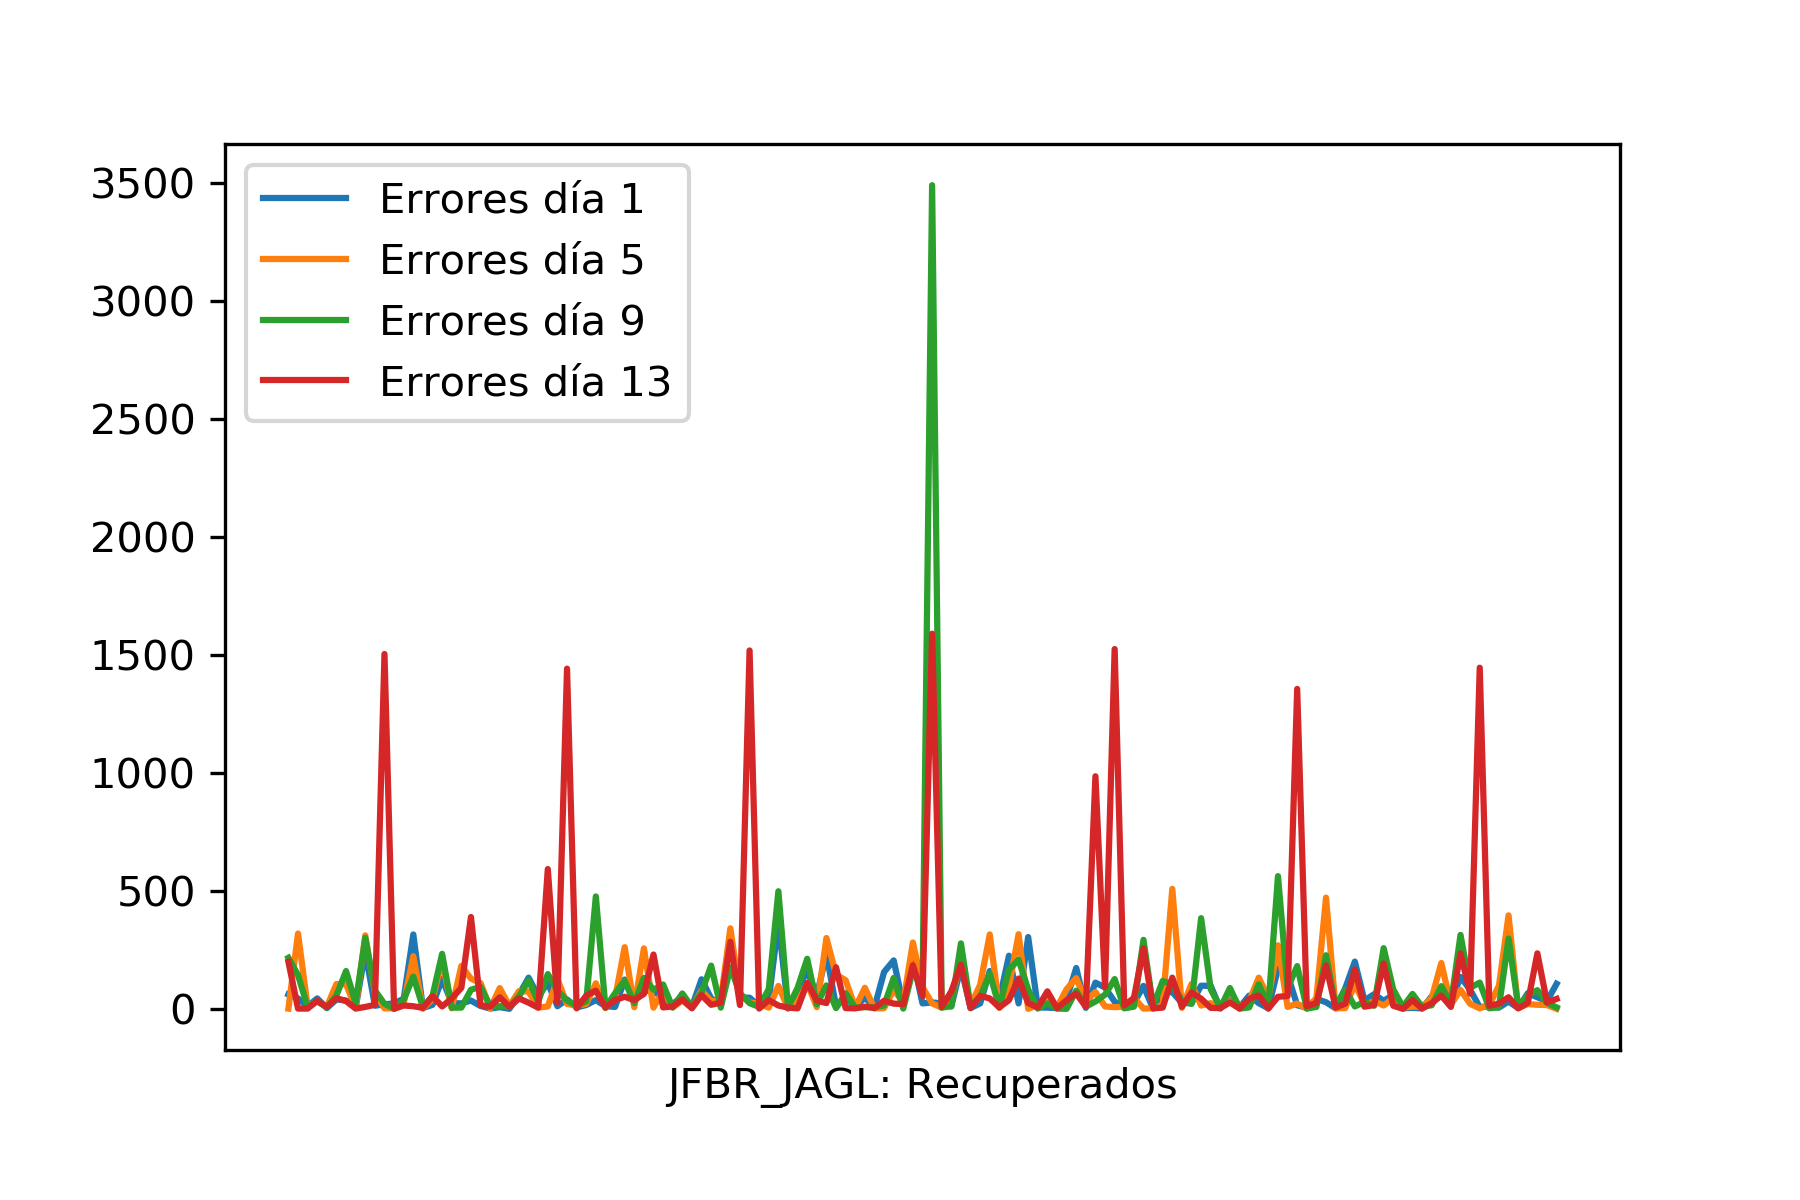 3500
3000
2500
2000
1500
1000
500
0
Errores día 1
Errores día 5
Errores día 9
Errores día 13
JFBR_JAGL: Recuperados